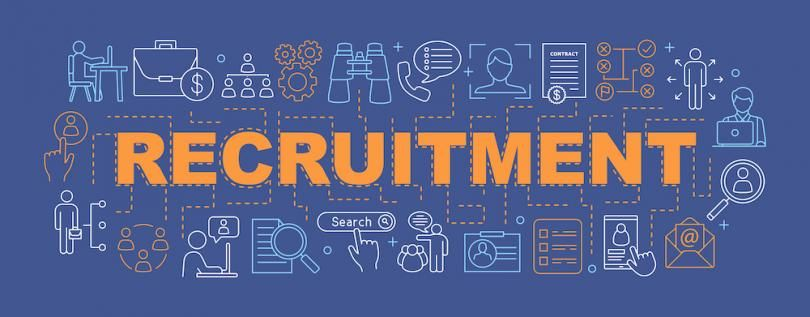 CONTRACT
$
$
RECRUITMENT
Search
@